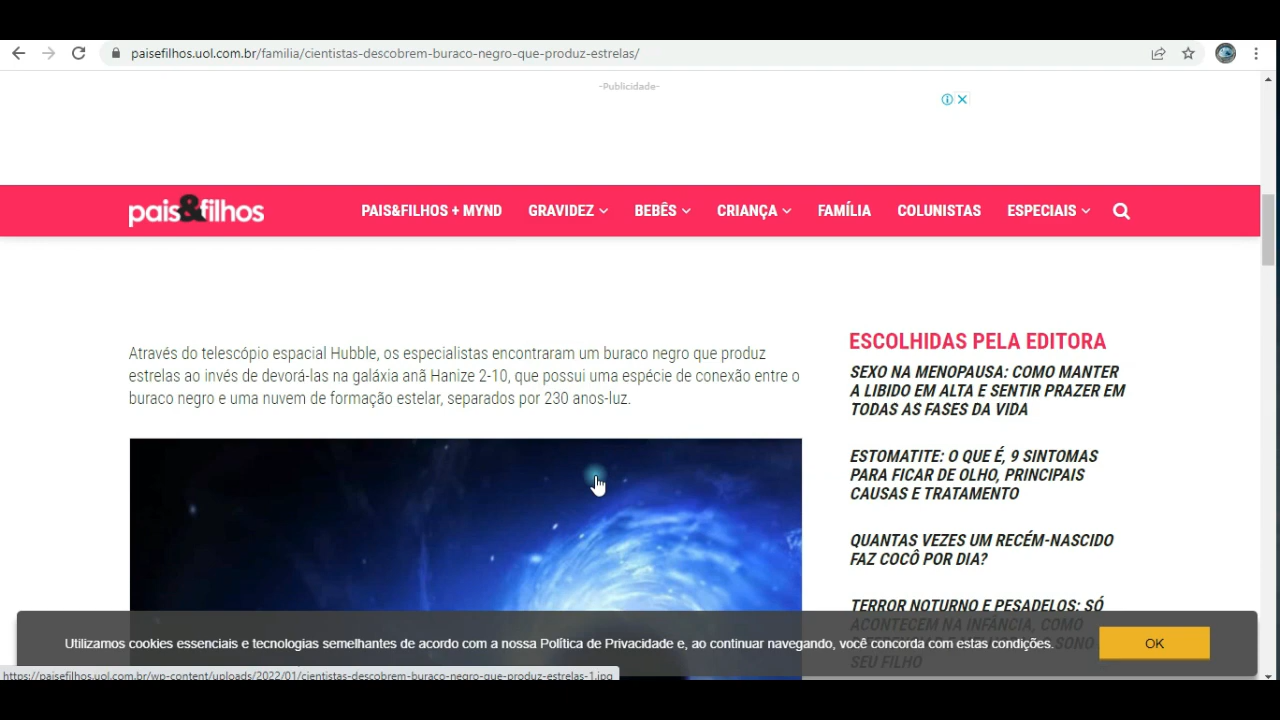 paisefilhos.uol.com.br/familia/cientistas-descobrem-buraco-negro-que-produz-estrelas/
-Publicidade-
pais&filhos
PAIS&FILHOS + MYND
GRAVIDEZ
BEBÊS
CRIANÇA
FAMÍLIA
COLUNISTAS
ESPECIAIS
Através do telescópio espacial Hubble, os especialistas encontraram um buraco negro que produz
estrelas ao invés de devorá-las na galáxia anã Hanize 2-10, que possui uma espécie de conexão entre o
buraco negro e uma nuvem de formação estelar, separados por 230 anos-luz.
ESCOLHIDAS PELA EDITORA
SEXO NA MENOPAUSA: COMO MANTER
A LIBIDO EM ALTA E SENTIR PRAZER EM
TODAS AS FASES DA VIDA
ESTOMATITE: O QUE É, 9 SINTOMAS
PARA FICAR DE OLHO, PRINCIPAIS
CAUSAS E TRATAMENTO
QUANTAS VEZES UM RECÉM-NASCIDO
FAZ COCÔ POR DIA?
TERROR NOTURNO E PESADELOS: SÓ
ACONTECEM NA INFÂNCIA, COMO
SONO
SEU FILHO
Utilizamos cookies essenciais e tecnologias semelhantes de acordo com a nossa Política de Privacidade e, ao continuar navegando, você concorda com estas condições.
OK
https://paisefilhos.uol.com.br/wp-content/uploads/2022/01/cientistas-descobrem-buraco-negro-que-produz-estrelas-1.jpg